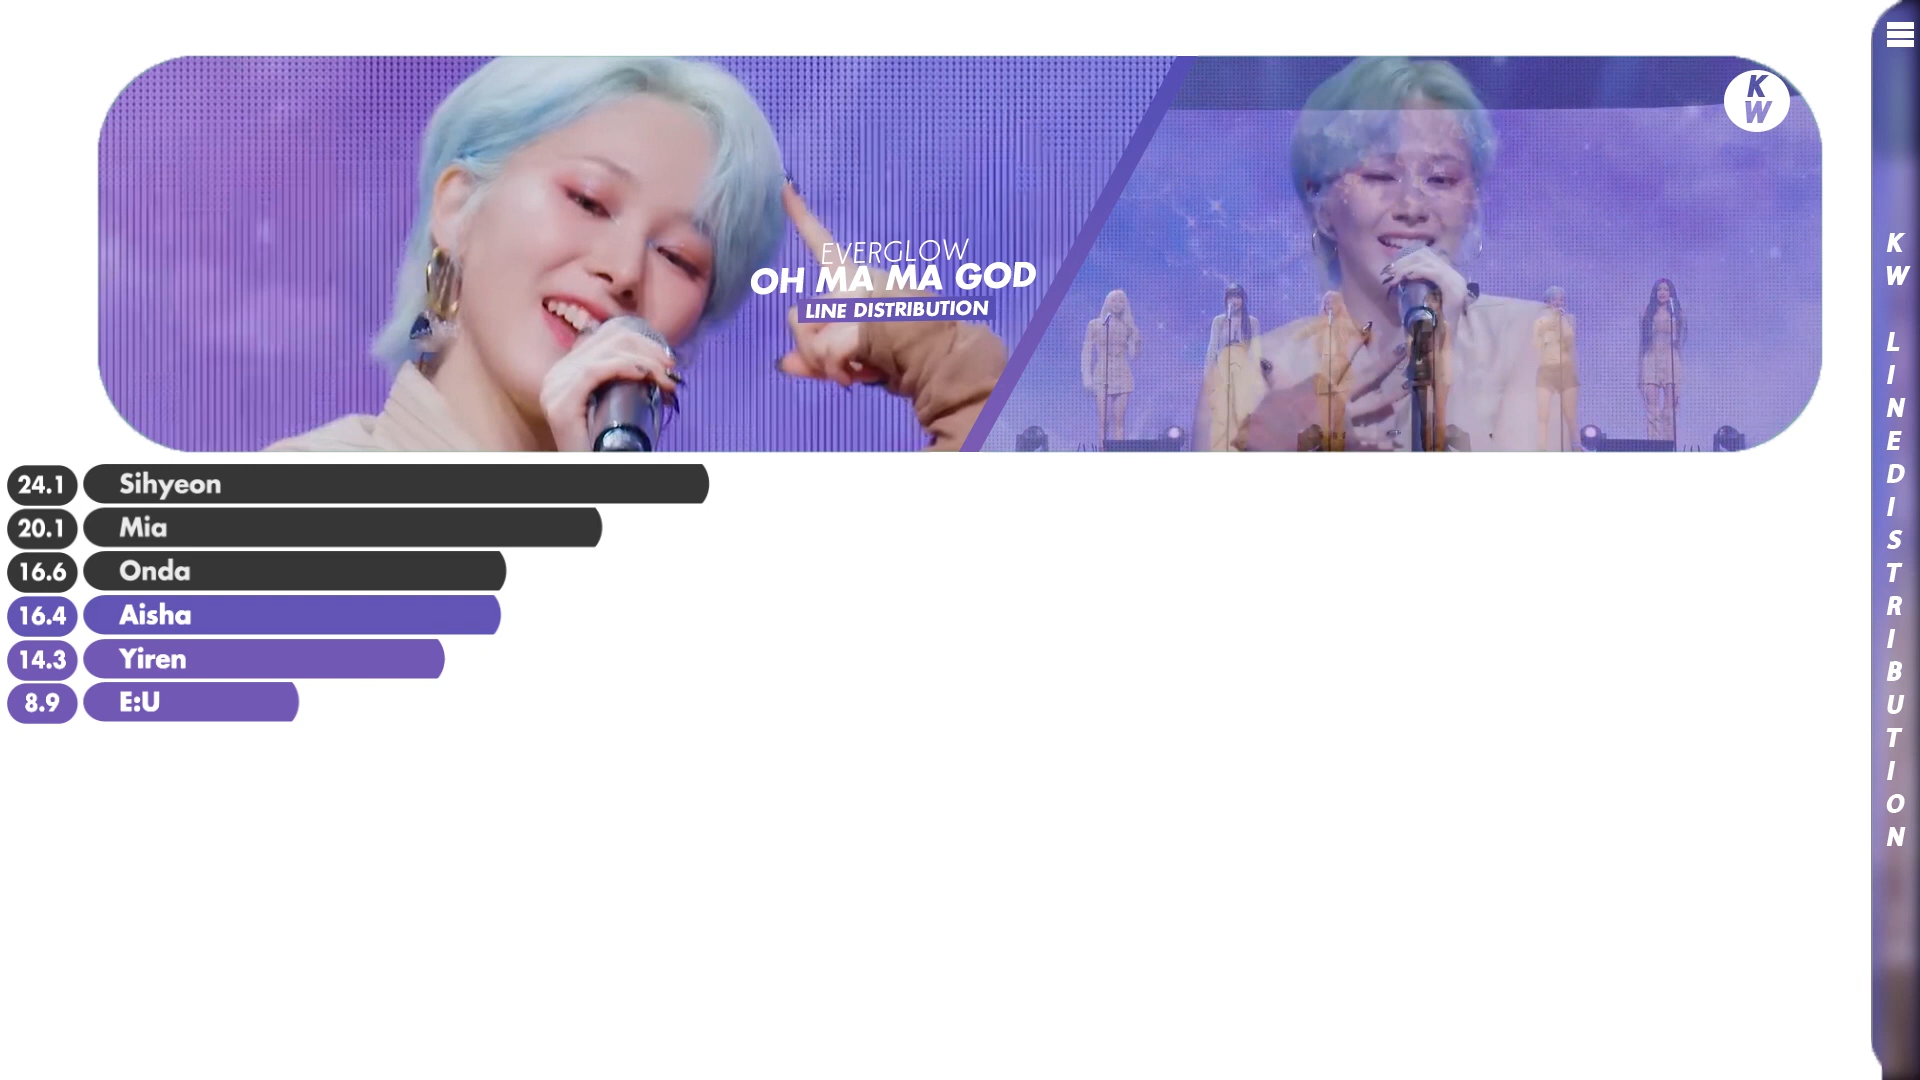 K
W
EVERGLOW
OH MA MA GOD
LINE DISTRIBUTION
24.1 Sihyeon
20.1 Mia
16.6 Onda
16.4 Aisha
14.3 Yiren
8.9 E:U
KW LINE DISTRIBUTION